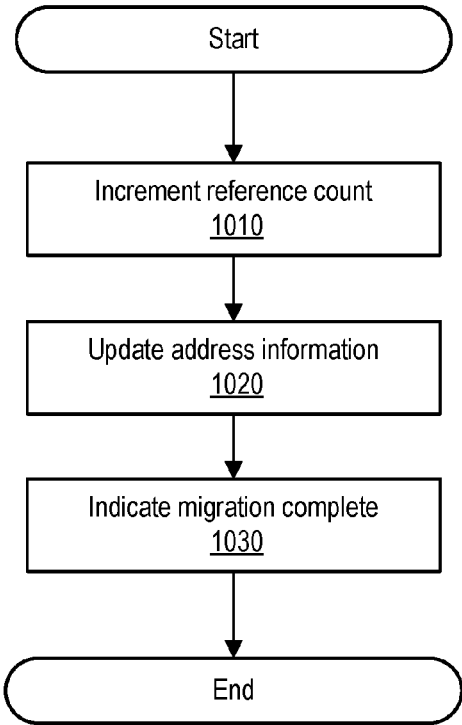 Start
Increment reference count
1010
Update address information
1020
Indicate migration complete
1030
End